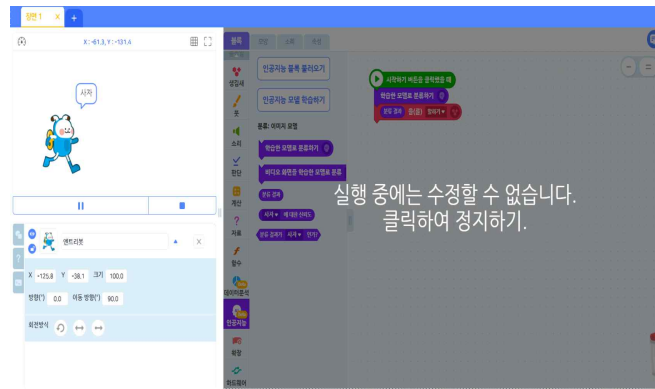 장면 1 × +
X : -61.3, Y : -131.4
사자
엔트리봇
X -125.8 Y -38.1 크기 100.0
방향(°) 0.0 이동 방향(°) 90.0
회전방식
블록 모양 소리 속성
생김새
붓
소리
판단
계산
자료
함수
데이터분석
인공지능
확장
하드웨어
인공지능 블록 불러오기
인공지능 모델 학습하기
분류: 이미지 모델
학습한 모델로 분류하기
비디오 화면을 학습한 모델로 분류
분류 결과
사자 ▼ 에 대한 신뢰도
분류 결과가 사자 ▼ 인가?
시작하기 버튼을 클릭했을 때
학습한 모델로 분류하기
분류 결과 을(를) 말하기 ▼
실행 중에는 수정할 수 없습니다.
클릭하여 정지하기.